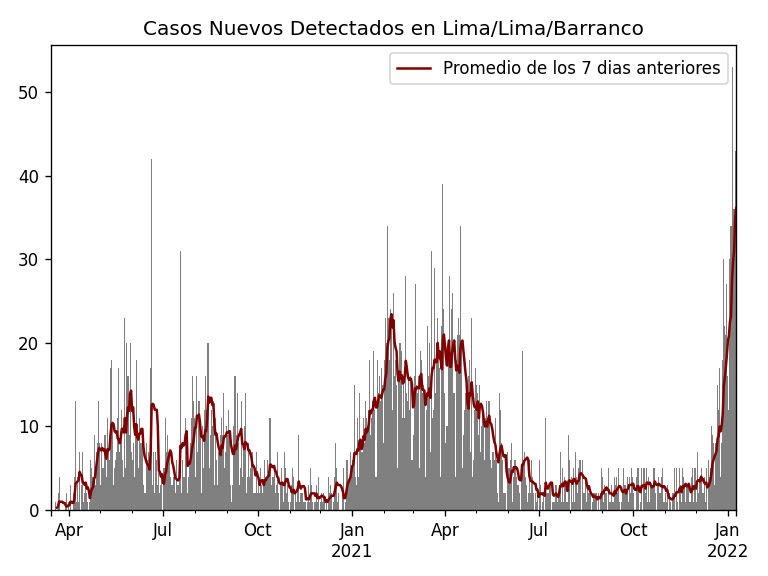 Casos Nuevos Detectados en Lima/Lima/Barranco
Promedio de los 7 dias anteriores
50
40
30
20
10
0
Apr Jul Oct Jan Apr Jul Oct Jan
2021 2022